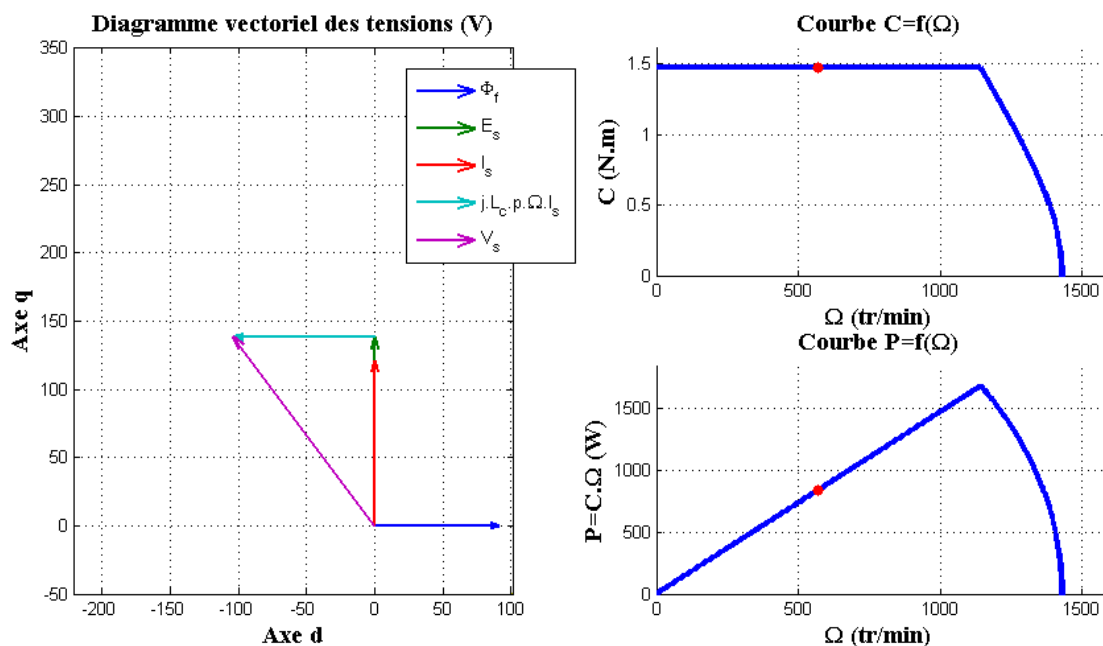 Diagramme vectoriel des tensions (V)
350
300
250
200
150
100
50
0
-50
Axe q
-200
-150
-100
-50
0
50
100
Axe d
Φf
Es
Is
j.Lc.p.Ω.Is
Vs
Courbe C=f(Ω)
1.5
1
0.5
0
C (N.m)
0
500
1000
1500
Ω (tr/min)
Courbe P=f(Ω)
1500
1000
500
0
P=C.Ω (W)
0
500
1000
1500
Ω (tr/min)